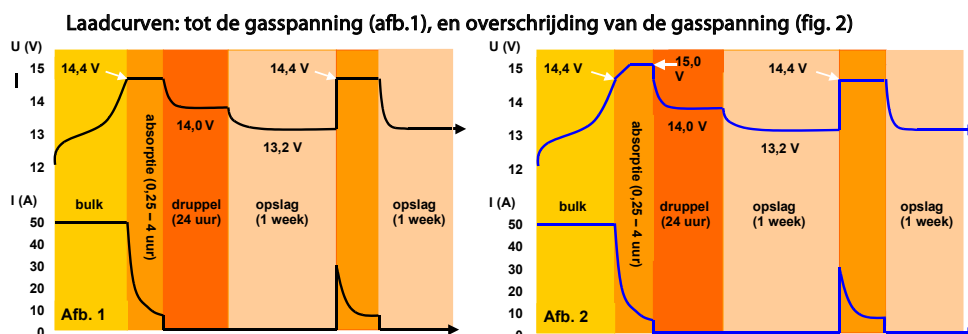 Laadcurven: tot de gasspanning (afb.1), en overschrijding van de gasspanning (fig. 2)
U (V)
I
15
14
13
12
14,4 V
14,4 V
14,0 V
13,2 V
I (A)
50
40
30
20
10
0
bulk
absorptie (0,25 – 4 uur)
druppel
(24 uur)
opslag
(1 week)
opslag
(1 week)
Afb. 1
U (V)
15
14
13
12
14,4 V
15,0
V
14,4 V
14,0 V
13,2 V
I (A)
50
40
30
20
10
0
bulk
absorptie (0,25 – 4 uur)
druppel
(24 uur)
opslag
(1 week)
opslag
(1 week)
Afb. 2